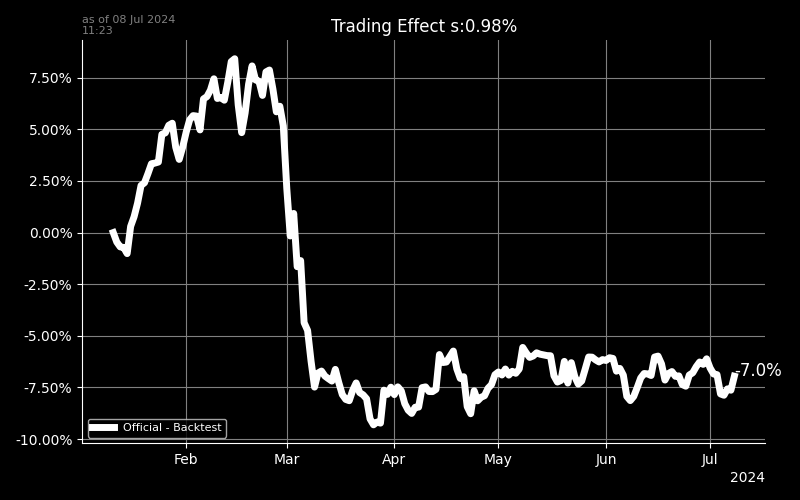 as of 08 Jul 2024
11:23
Trading Effect s:0.98%
7.50%
5.00%
2.50%
0.00%
-2.50%
-5.00%
-7.50%
-10.00%
-7.0%
Official - Backtest
Feb Mar Apr May Jun Jul
2024